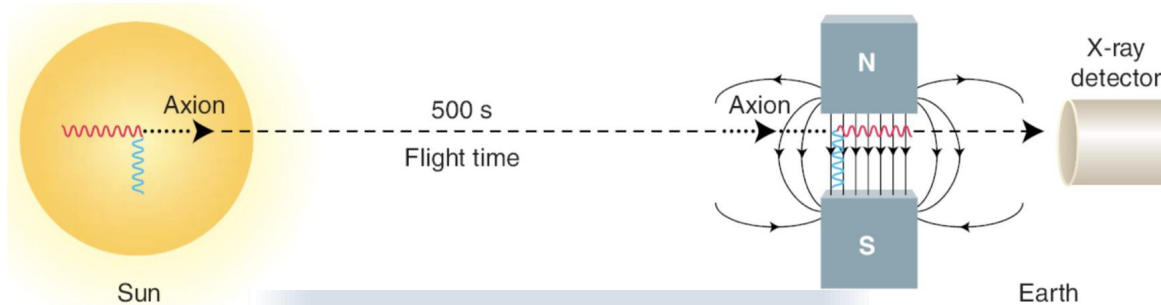 Axion
500 s
Flight time
Axion
N
S
X-ray
detector
Sun
Earth